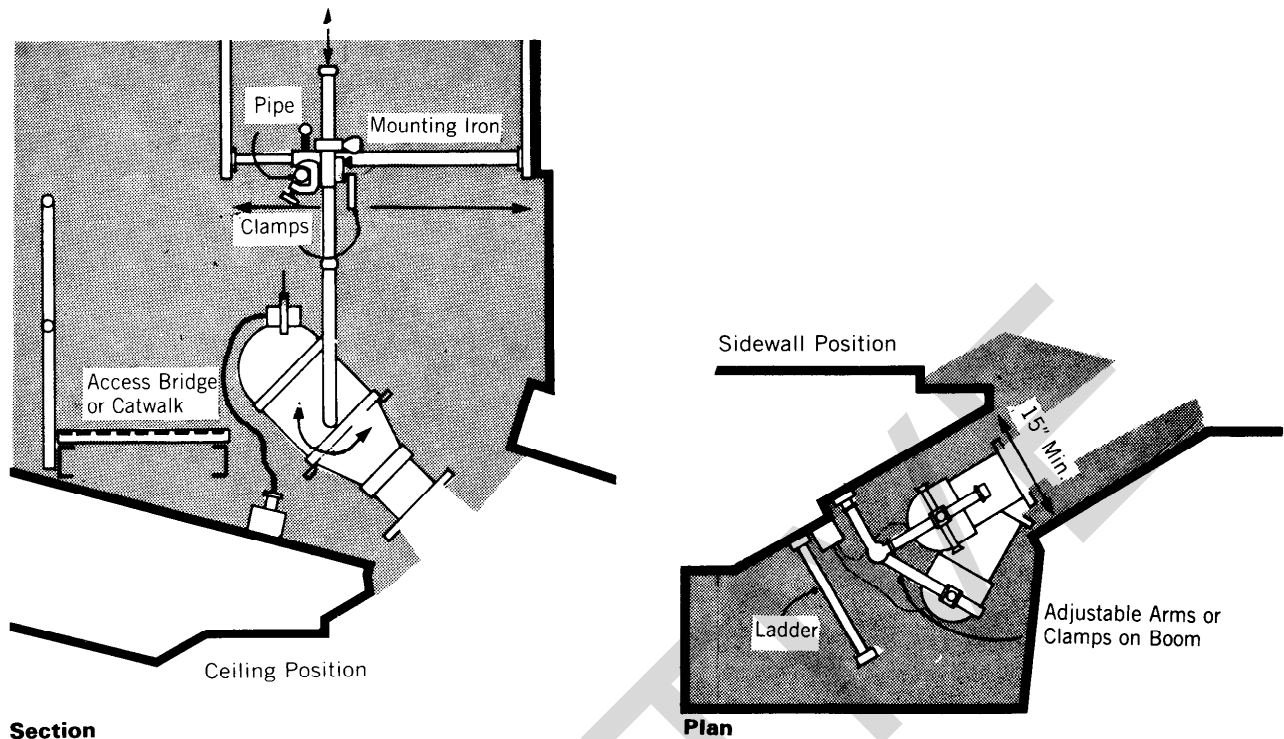 Pipe
Mounting Iron
Clamps
Access Bridge
or Catwalk
Ceiling Position
Section
Sidewall Position
15" Min.
Ladder
Adjustable Arms or
Clamps on Boom
Plan